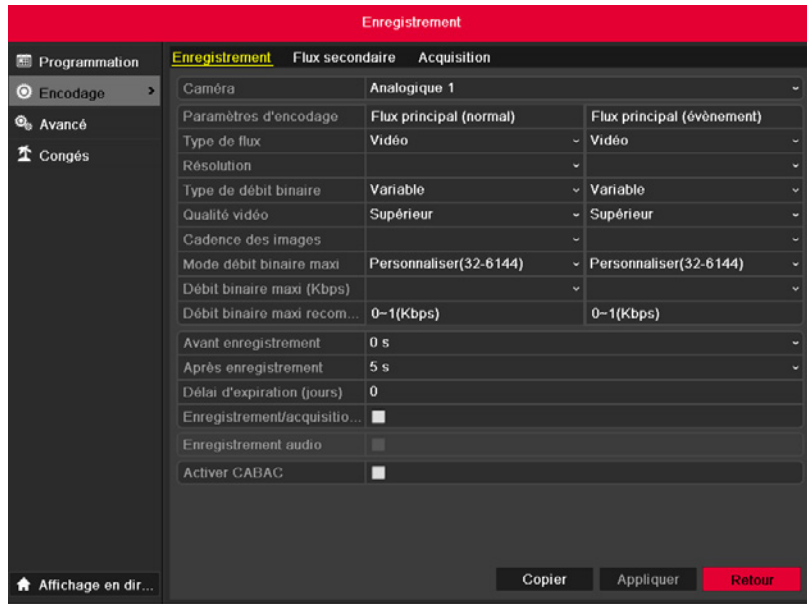 Enregistrement
Programmation
Encodage
Avancé
Congés
Affichage en dir...
Enregistrement Flux secondaire Acquisition
Caméra Analogique 1
Paramètres d'encodage Flux principal (normal) Flux principal (évènement)
Type de flux Vidéo Vidéo
Résolution
Type de débit binaire Variable Variable
Qualité vidéo Supérieur Supérieur
Cadence des images
Mode débit binaire maxi Personnaliser(32-6144) Personnaliser(32-6144)
Débit binaire maxi (Kbps)
Débit binaire maxi recom... 0~1(Kbps) 0~1(Kbps)
Avant enregistrement 0 s
Après enregistrement 5 s
Délai d'expiration (jours) 0
Enregistrement/acquisitio...
Enregistrement audio
Activer CABAC
Copier Appliquer Retour